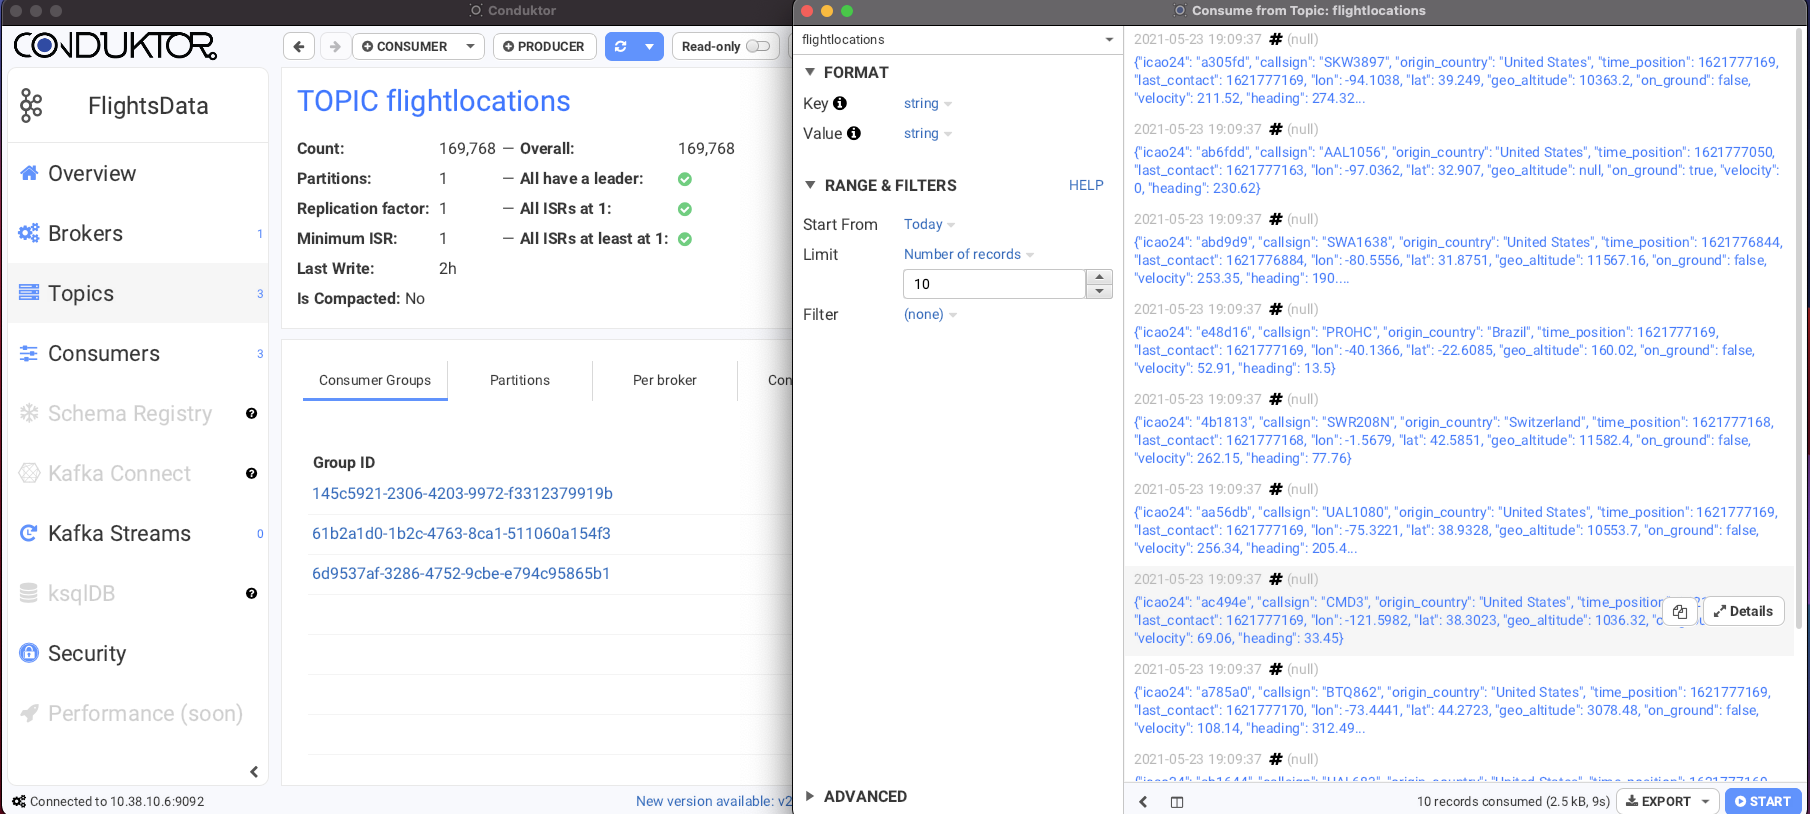 Conduktor
CONDUKTOR
CONSUMER
PRODUCER
Read-only
FlightsData
Overview
Brokers 1
Topics 3
Consumers 3
Schema Registry
Kafka Connect
Kafka Streams 0
ksqlDB
Security
Performance (soon)
Connected to 10.38.10.6:9092
TOPIC flightlocations
Count: 169,768 — Overall: 169,768
Partitions: 1 — All have a leader:
Replication factor: 1 — All ISRs at 1:
Minimum ISR: 1 — All ISRs at least at 1:
Last Write: 2h
Is Compacted: No
Consumer Groups Partitions Per broker Con
Group ID
145c5921-2306-4203-9972-f3312379919b
61b2a1d0-1b2c-4763-8ca1-511060a154f3
6d9537af-3286-4752-9cbe-e794c95865b1
New version available: v2
Consume from Topic: flightlocations
flightlocations
FORMAT
Key string
Value string
RANGE & FILTERS HELP
Start From Today
Limit Number of records
10
Filter (none)
ADVANCED
2021-05-23 19:09:37 # (null)
{"icao24": "a305fd", "callsign": "SKW3897", "origin_country": "United States", "time_position": 1621777169,
"last_contact": 1621777169, "lon": -94.1038, "lat": 39.249, "geo_altitude": 10363.2, "on_ground": false,
"velocity": 211.52, "heading": 274.32...
2021-05-23 19:09:37 # (null)
{"icao24": "ab6fdd", "callsign": "AAL1056", "origin_country": "United States", "time_position": 1621777050,
"last_contact": 1621777163, "lon": -97.0362, "lat": 32.907, "geo_altitude": null, "on_ground": true, "velocity":
0, "heading": 230.62}
2021-05-23 19:09:37 # (null)
{"icao24": "abd9d9", "callsign": "SWA1638", "origin_country": "United States", "time_position": 1621776844,
"last_contact": 1621776884, "lon": -80.5556, "lat": 31.8751, "geo_altitude": 11567.16, "on_ground": false,
"velocity": 253.35, "heading": 190....
2021-05-23 19:09:37 # (null)
{"icao24": "e48d16", "callsign": "PROHC", "origin_country": "Brazil", "time_position": 1621777169,
"last_contact": 1621777169, "lon": -40.1366, "lat": -22.6085, "geo_altitude": 160.02, "on_ground": false,
"velocity": 52.91, "heading": 13.5}
2021-05-23 19:09:37 # (null)
{"icao24": "4b1813", "callsign": "SWR208N", "origin_country": "Switzerland", "time_position": 1621777168,
"last_contact": 1621777168, "lon": -1.5679, "lat": 42.5851, "geo_altitude": 11582.4, "on_ground": false,
"velocity": 262.15, "heading": 77.76}
2021-05-23 19:09:37 # (null)
{"icao24": "aa56db", "callsign": "UAL1080", "origin_country": "United States", "time_position": 1621777169,
"last_contact": 1621777169, "lon": -75.3221, "lat": 38.9328, "geo_altitude": 10553.7, "on_ground": false,
"velocity": 256.34, "heading": 205.4...
2021-05-23 19:09:37 # (null)
{"icao24": "ac494e", "callsign": "CMD3", "origin_country": "United States", "time_position
"last_contact": 1621777169, "lon": -121.5982, "lat": 38.3023, "geo_altitude": 1036.32,
"velocity": 69.06, "heading": 33.45}
Details
2021-05-23 19:09:37 # (null)
{"icao24": "a785a0", "callsign": "BTQ862", "origin_country": "United States", "time_position": 1621777169,
"last_contact": 1621777170, "lon": -73.4441, "lat": 44.2723, "geo_altitude": 3078.48, "on_ground": false,
"velocity": 108.14, "heading": 312.49...
2021-05-23 19:09:37 # (null)
10 records consumed (2.5 kB, 9s) EXPORT START